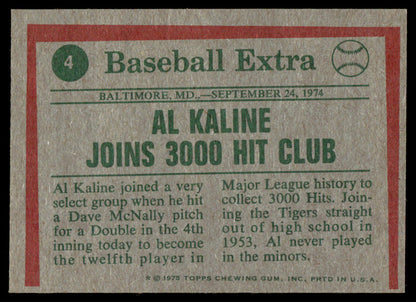 4
Baseball Extra
BALTIMORE, MD.—SEPTEMBER 24, 1974
AL KALINE
JOINS 3000 HIT CLUB
Al Kaline joined a very
select group when he hit
a Dave McNally pitch
for a Double in the 4th
inning today to become
the twelfth player in
Major League history to
collect 3000 Hits. Join-
ing the Tigers straight
out of high school in
1953, Al never played
in the minors.
★ © 1975 TOPPS CHEWING GUM, INC. PRTD IN U.S.A.